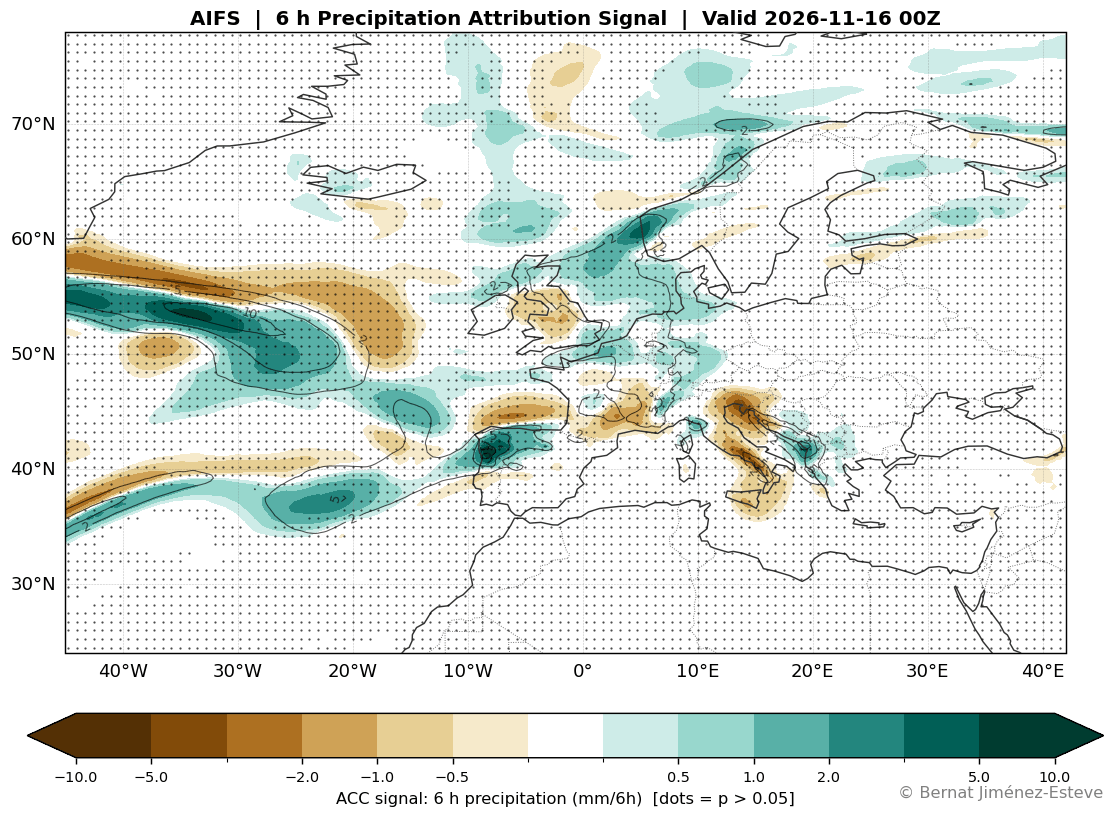 AIFS | 6 h Precipitation Attribution Signal | Valid 2026-11-16 00Z
70°N
60°N
50°N
40°N
30°N
40°W 30°W 20°W 10°W 0° 10°E 20°E 30°E 40°E
−10.0 −5.0 −2.0 −1.0 −0.5 0.5 1.0 2.0 5.0 10.0
ACC signal: 6 h precipitation (mm/6h) [dots = p > 0.05]
© Bernat Jiménez-Esteve